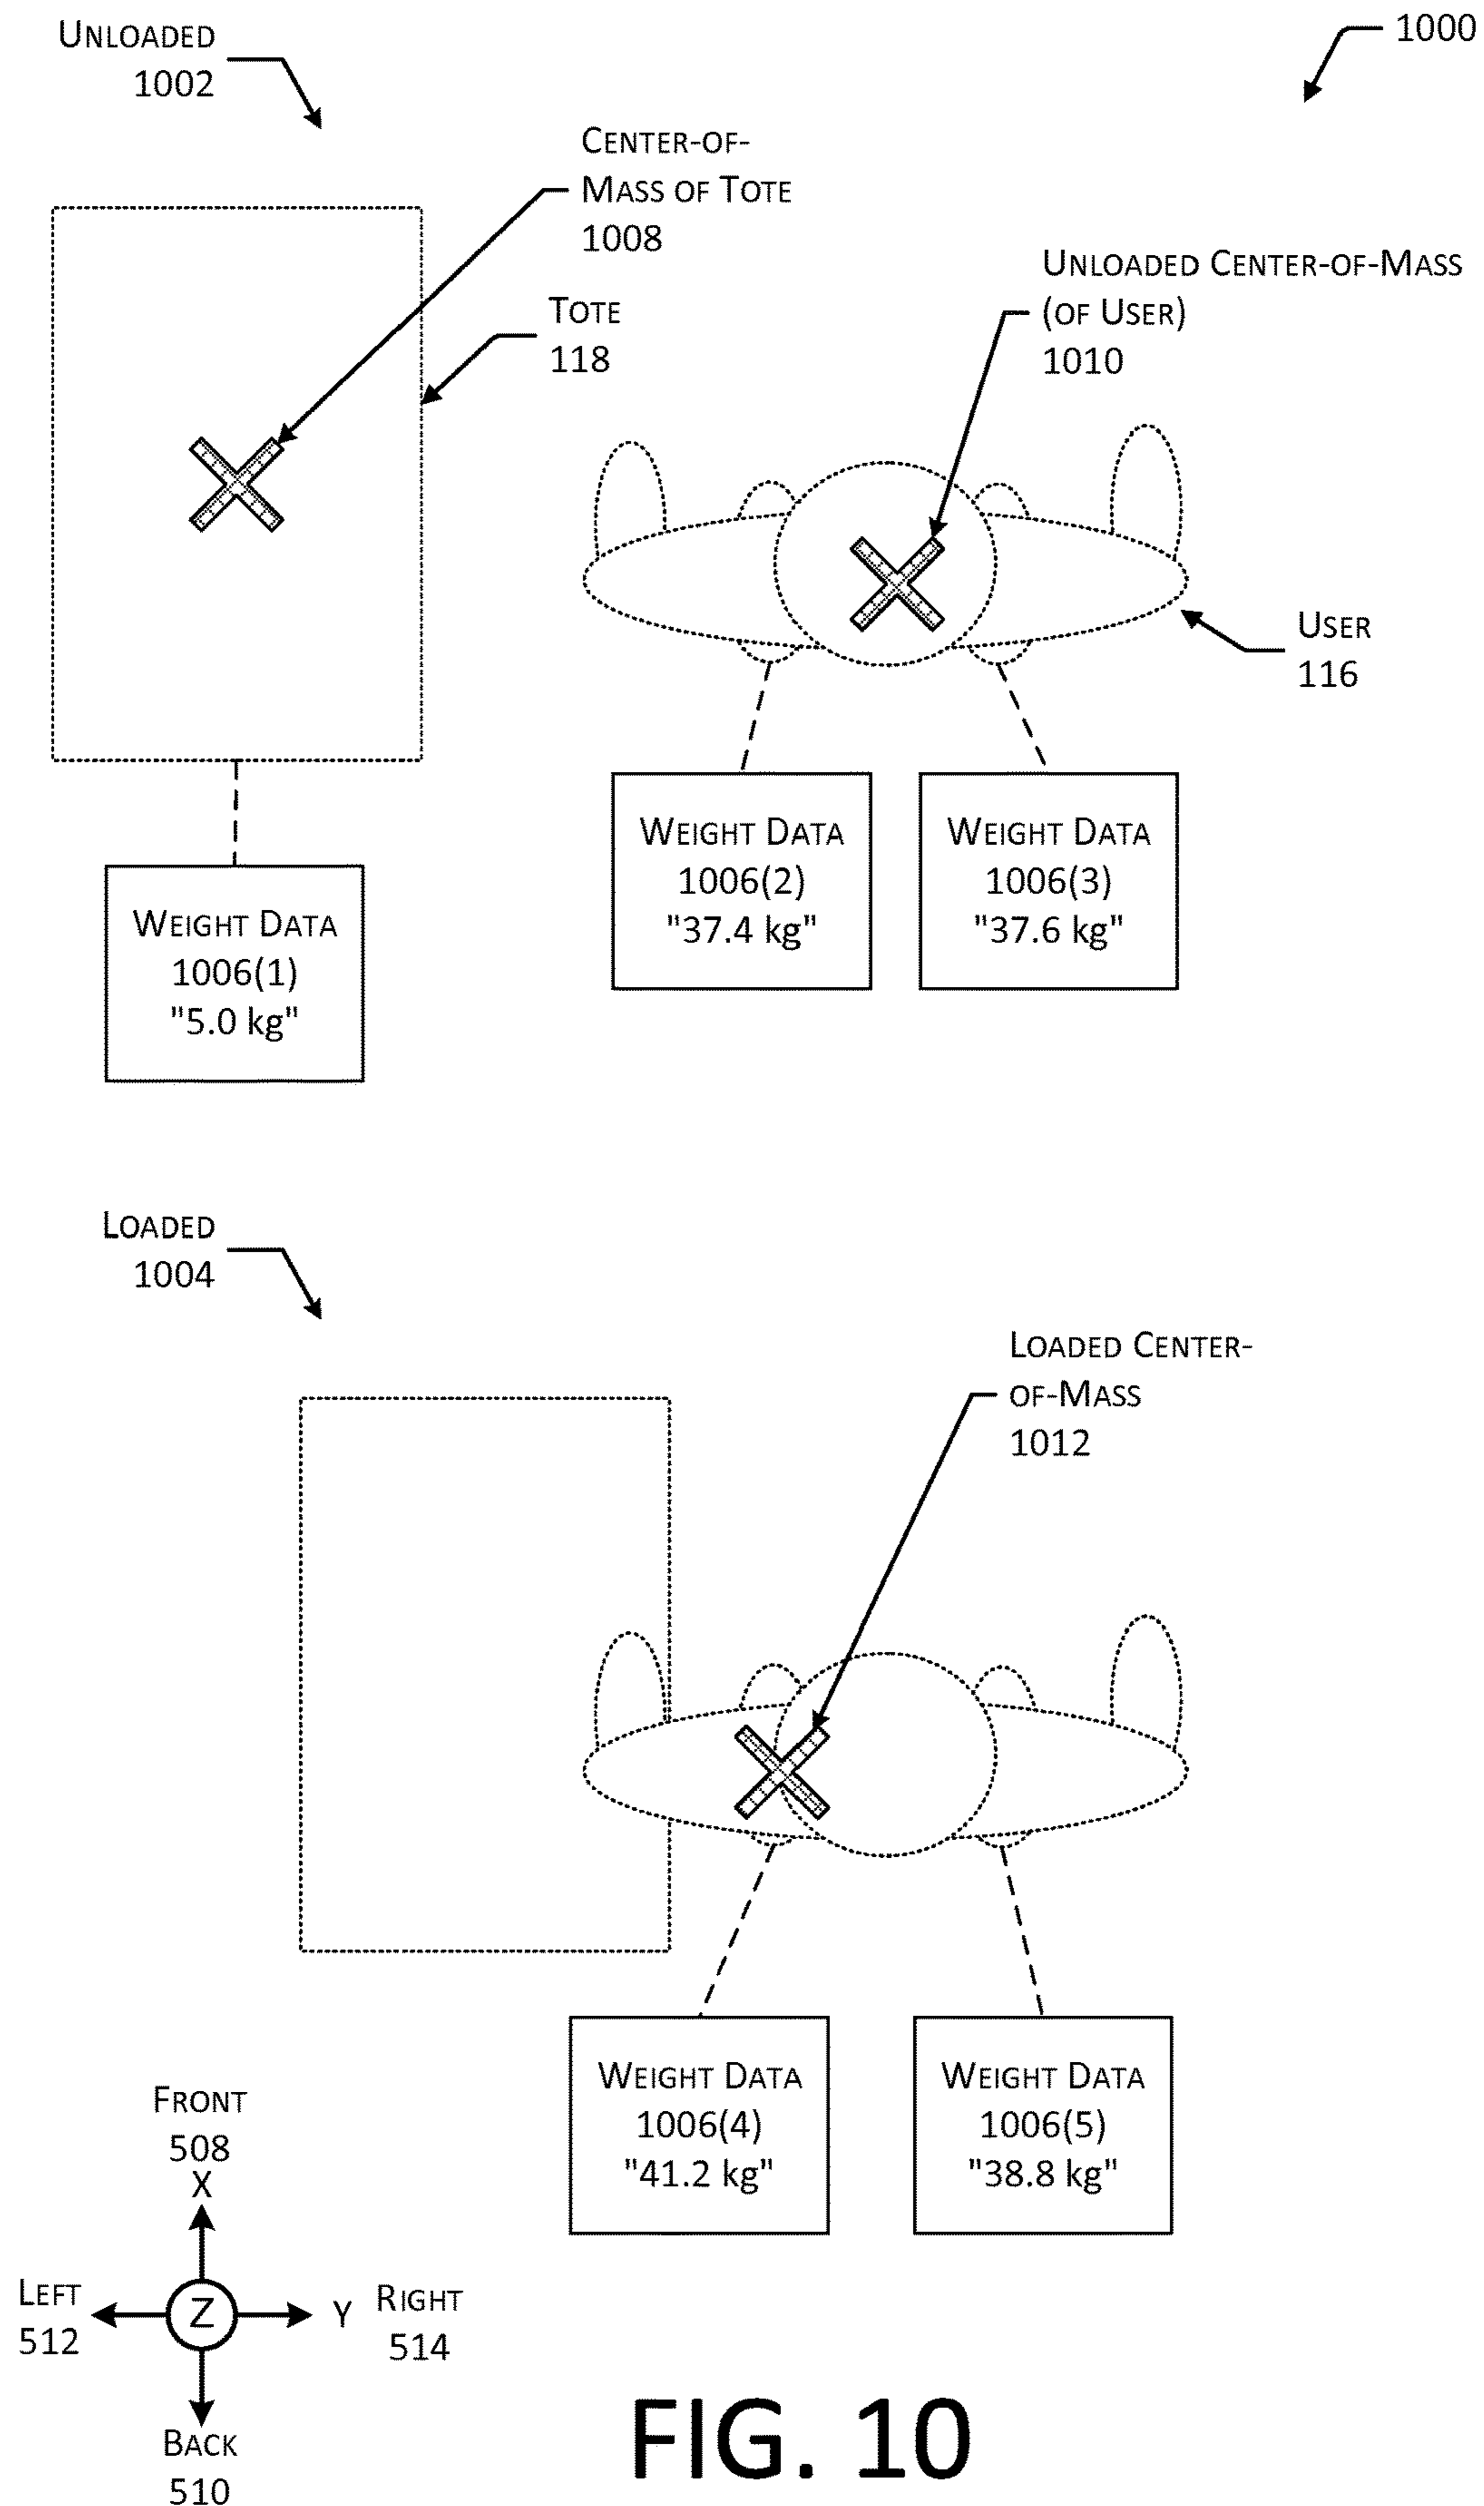 UNLOADED
1002
1000
CENTER-OF-
MASS OF TOTE
1008
UNLOADED CENTER-OF-MASS
(OF USER)
1010
TOTE
118
USER
116
WEIGHT DATA
1006(1)
"5.0 kg"
WEIGHT DATA
1006(2)
"37.4 kg"
WEIGHT DATA
1006(3)
"37.6 kg"
LOADED
1004
LOADED CENTER-
OF-MASS
1012
WEIGHT DATA
1006(4)
"41.2 kg"
WEIGHT DATA
1006(5)
"38.8 kg"
FRONT
508
X
LEFT
512
Z
Y
RIGHT
514
BACK
510
FIG. 10